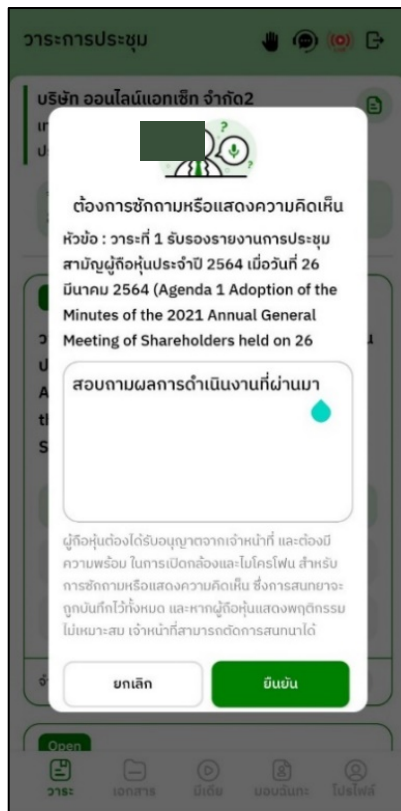 วาระการประชุม
บริษัท ออนไลน์แอทเซ็ท จำกัด2
ต้องการซักถามหรือแสดงความคิดเห็น
หัวข้อ : วาระที่ 1 รับรองรายงานการประชุม
สามัญผู้ถือหุ้นประจำปี 2564 เมื่อวันที่ 26
มีนาคม 2564 (Agenda 1 Adoption of the
Minutes of the 2021 Annual General
Meeting of Shareholders held on 26
สอบถามผลการดำเนินงานที่ผ่านมา
ผู้ถือหุ้นต้องได้รับอนุญาตจากเจ้าหน้าที่ และต้องมี
ความพร้อม ในการเปิดกล้องและไมโครโฟน สำหรับ
การซักถามหรือแสดงความคิดเห็น ซึ่งการสนทยาจะ
ถูกบันทึกไว้ทั้งหมด และหากผู้ถือหุ้นแสดงพฤติกรรม
ไม่เหมาะสม เจ้าหน้าที่สามารถตัดการสนทนาได้
ยกเลิก ยืนยัน
Open
วาระ เอกสาร มีเดีย มอบฉันทะ โปรไฟล์